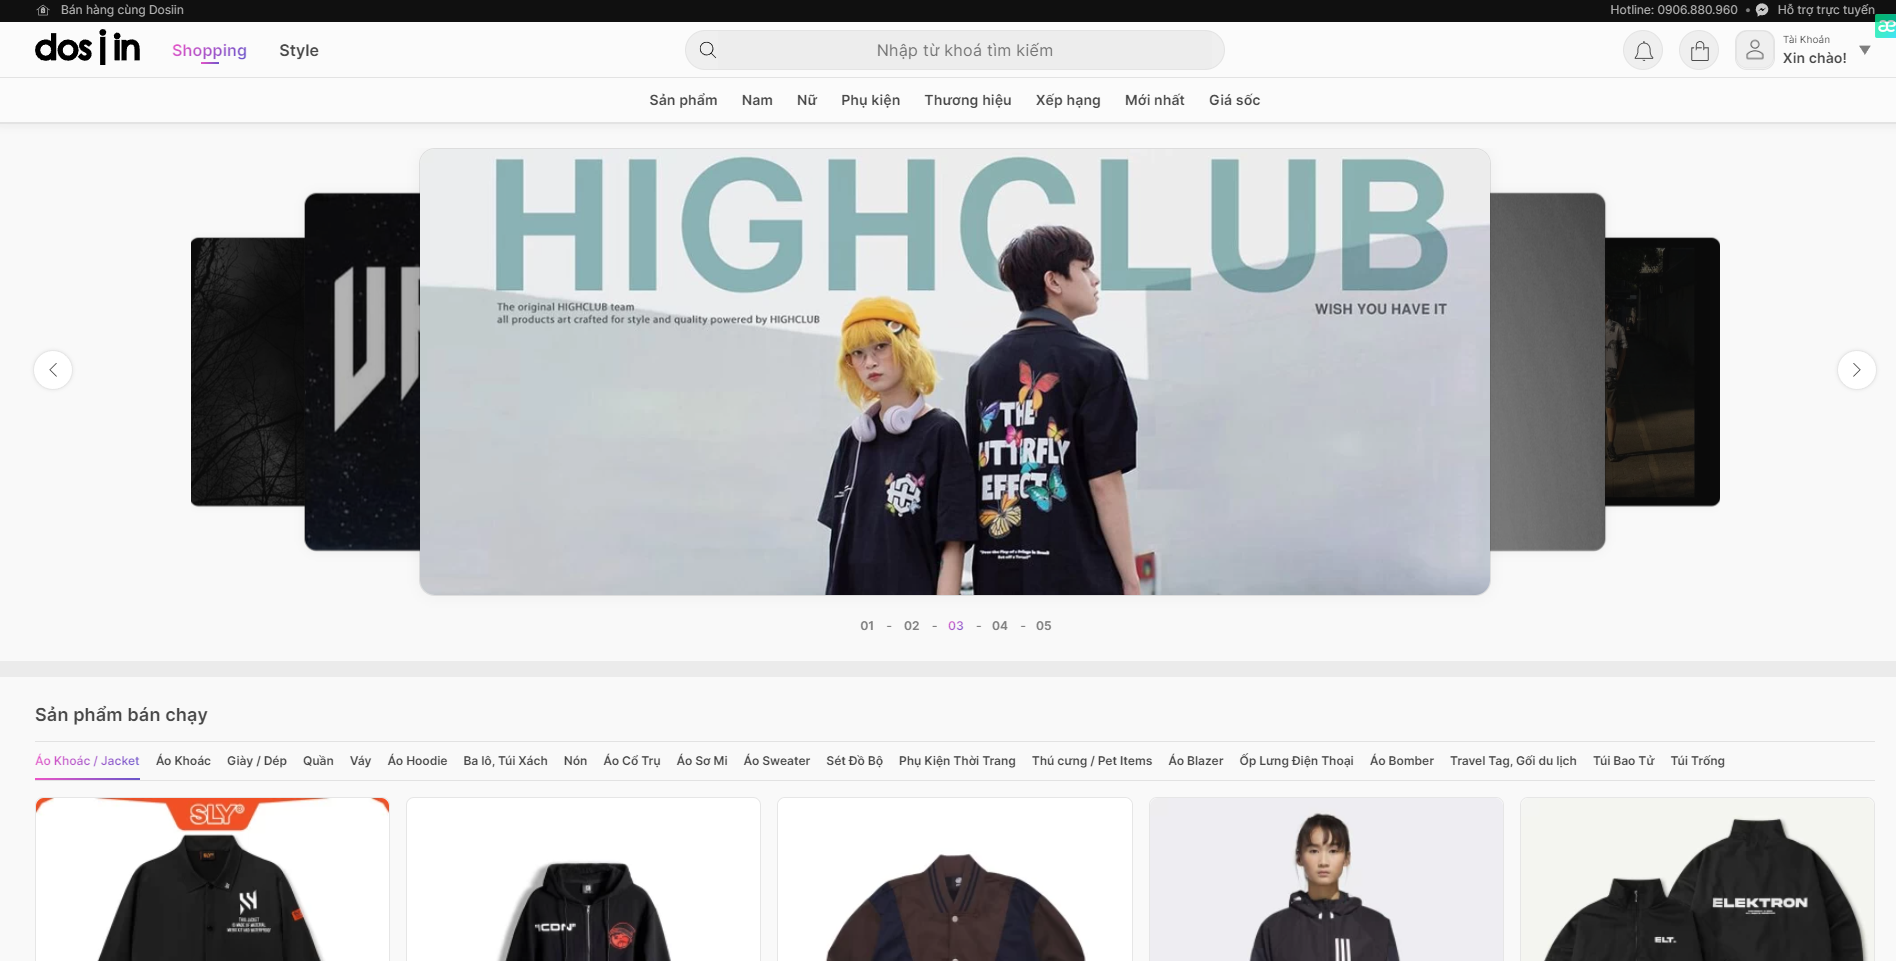 Bán hàng cùng Dosiin
Hotline: 0906.880.960 • Hỗ trợ trực tuyến
æ
dosiin
Shopping
Style
Nhập từ khoá tìm kiếm
Tài Khoản
Xin chào!
Sản phẩm Nam Nữ Phụ kiện Thương hiệu Xếp hạng Mới nhất Giá sốc
HIGHCLUB
The original HIGHCLUB team
all products art crafted for style and quality powered by HIGHCLUB
WISH YOU HAVE IT
THE
BUTTERFLY
EFFECT
01 - 02 - 03 - 04 - 05
Sản phẩm bán chạy
Áo Khoác / Jacket Áo Khoác Giày / Dép Quần Váy Áo Hoodie Ba lô, Túi Xách Nón Áo Cổ Trụ Áo Sơ Mi Áo Sweater Sét Đồ Bộ Phụ Kiện Thời Trang Thú cưng / Pet Items Áo Blazer Ốp Lưng Điện Thoại Áo Bomber Travel Tag, Gối du lịch Túi Bao Tử Túi Trống
SLY®
"ICON"
ELEKTRON
ELT.